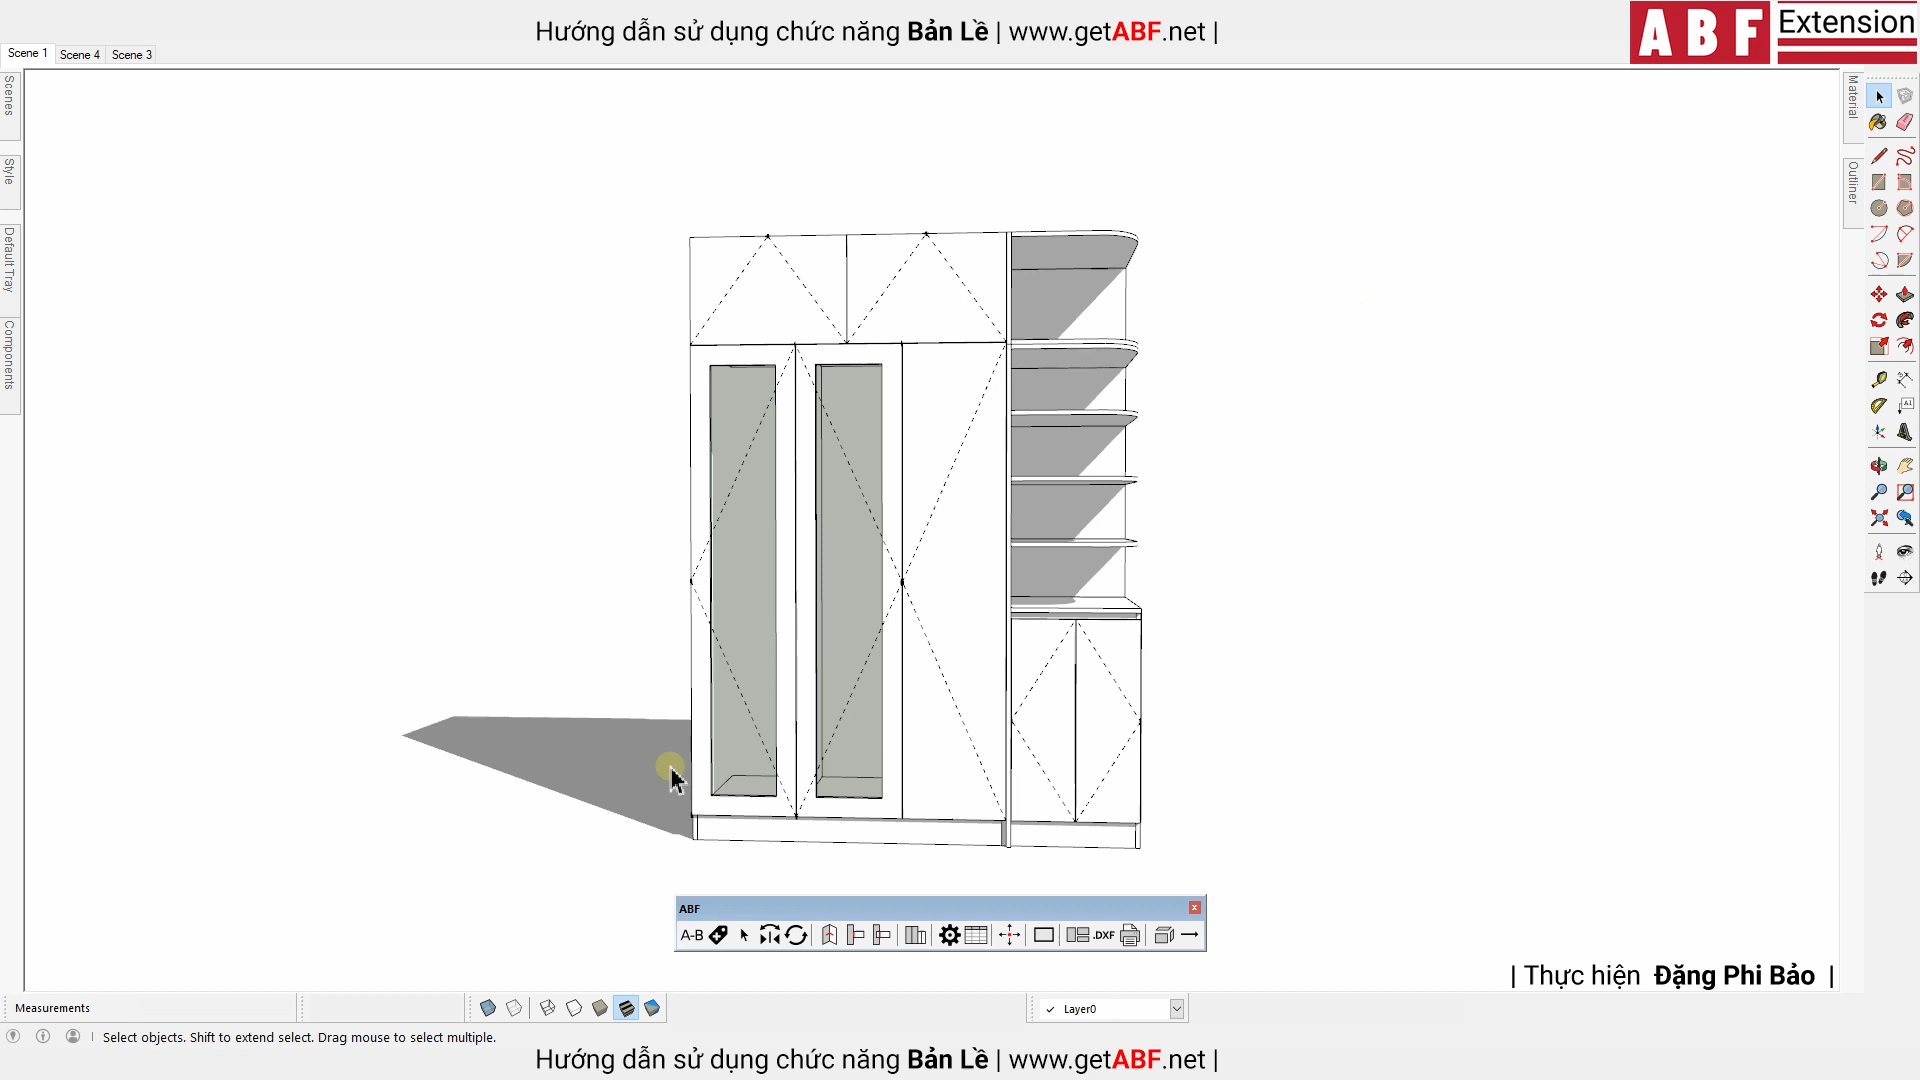 Hướng dẫn sử dụng chức năng Bản Lề | www.getABF.net |
ABF Extension
Scene 1 Scene 4 Scene 3
Scenes
Style
Default Tray
Components
Material
Outliner
A1
ABF
A-B
.DXF
| Thực hiện Đặng Phi Bảo |
Measurements
Layer0
Select objects. Shift to extend select. Drag mouse to select multiple.
Hướng dẫn sử dụng chức năng Bản Lề | www.getABF.net |